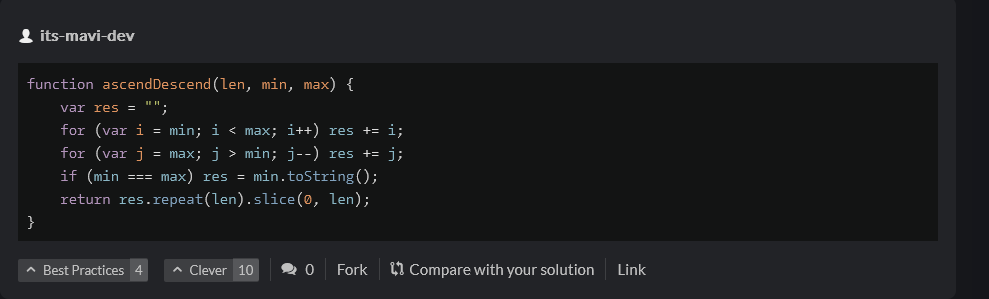 its-mavi-dev
function ascendDescend(len, min, max) {
    var res = "";
    for (var i = min; i < max; i++) res += i;
    for (var j = max; j > min; j--) res += j;
    if (min === max) res = min.toString();
    return res.repeat(len).slice(0, len);
}
Best Practices 4 Clever 10 0 Fork Compare with your solution Link